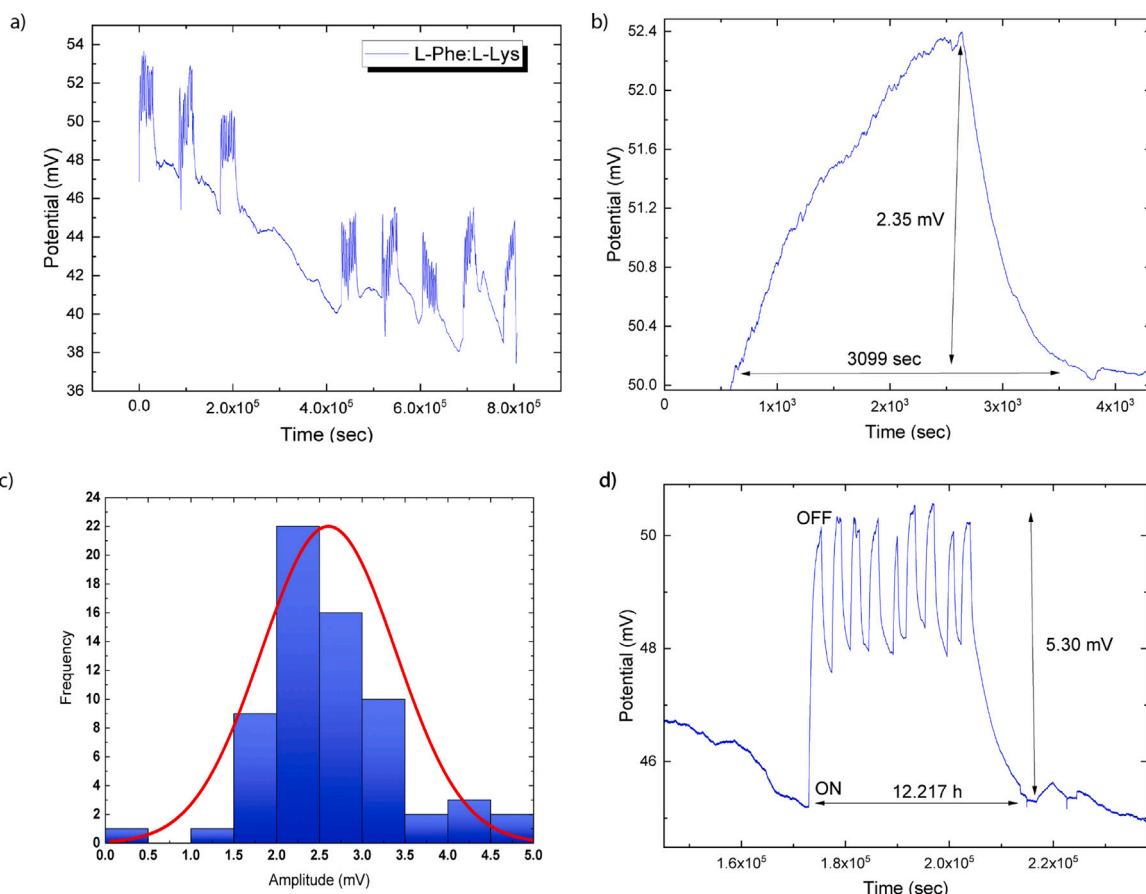 a)
54
52
50
48
46
44
42
40
38
36
Potential (mV)
L-Phe:L-Lys
0.0
2.0x10⁵
4.0x10⁵
6.0x10⁵
8.0x10⁵
Time (sec)
b)
52.4
52.0
51.6
51.2
50.8
50.4
50.0
Potential (mV)
2.35 mV
3099 sec
1x10³
2x10³
3x10³
4x10³
Time (sec)
c)
24
22
20
18
16
14
12
10
8
6
4
2
0
Frequency
0.0
0.5
1.0
1.5
2.0
2.5
3.0
3.5
4.0
4.5
5.0
Amplitude (mV)
d)
50
48
46
Potential (mV)
OFF
5.30 mV
ON
12.217 h
1.6x10⁵
1.8x10⁵
2.0x10⁵
2.2x10⁵
Time (sec)